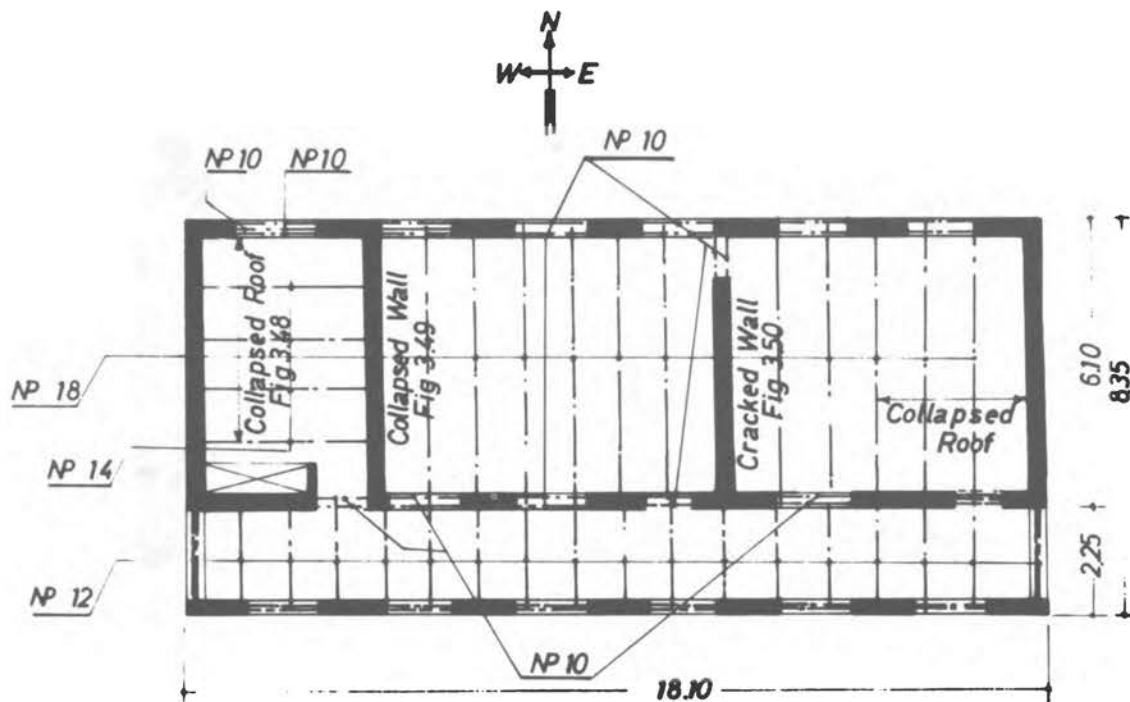 N
W E
NP 10
NP 10 NP 10
Collapsed Roof
Fig 3.48
Collapsed Wall
Fig 3.49
Cracked Wall
Fig. 3.50
Collapsed
Roof
NP 18
NP 14
NP 12
NP 10
6.10
8.35
2.25
18.10